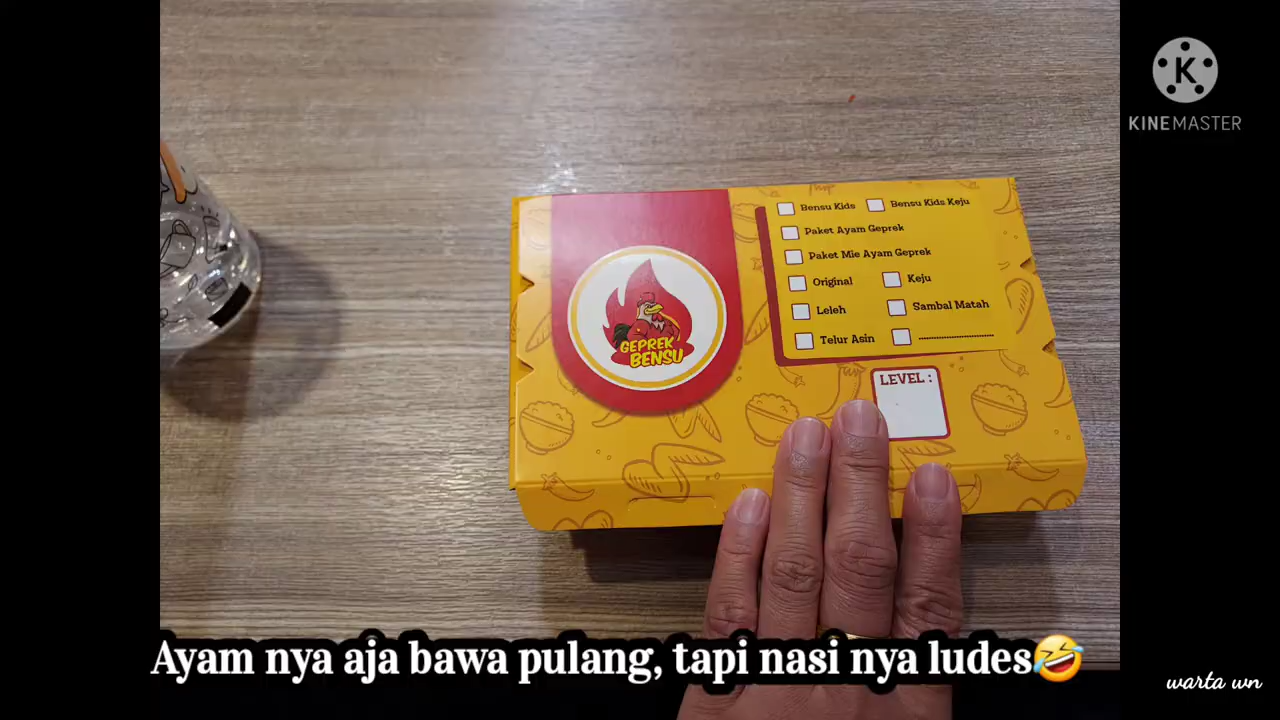 KINEMASTER
Bensu Kids Bensu Kids Keju
Paket Ayam Geprek
Paket Mie Ayam Geprek
Original Keju
Leleh Sambal Matah
Telur Asin
GEPREK
BENSU
LEVEL :
Ayam nya aja bawa pulang, tapi nasi nya ludes🤣
warta wn